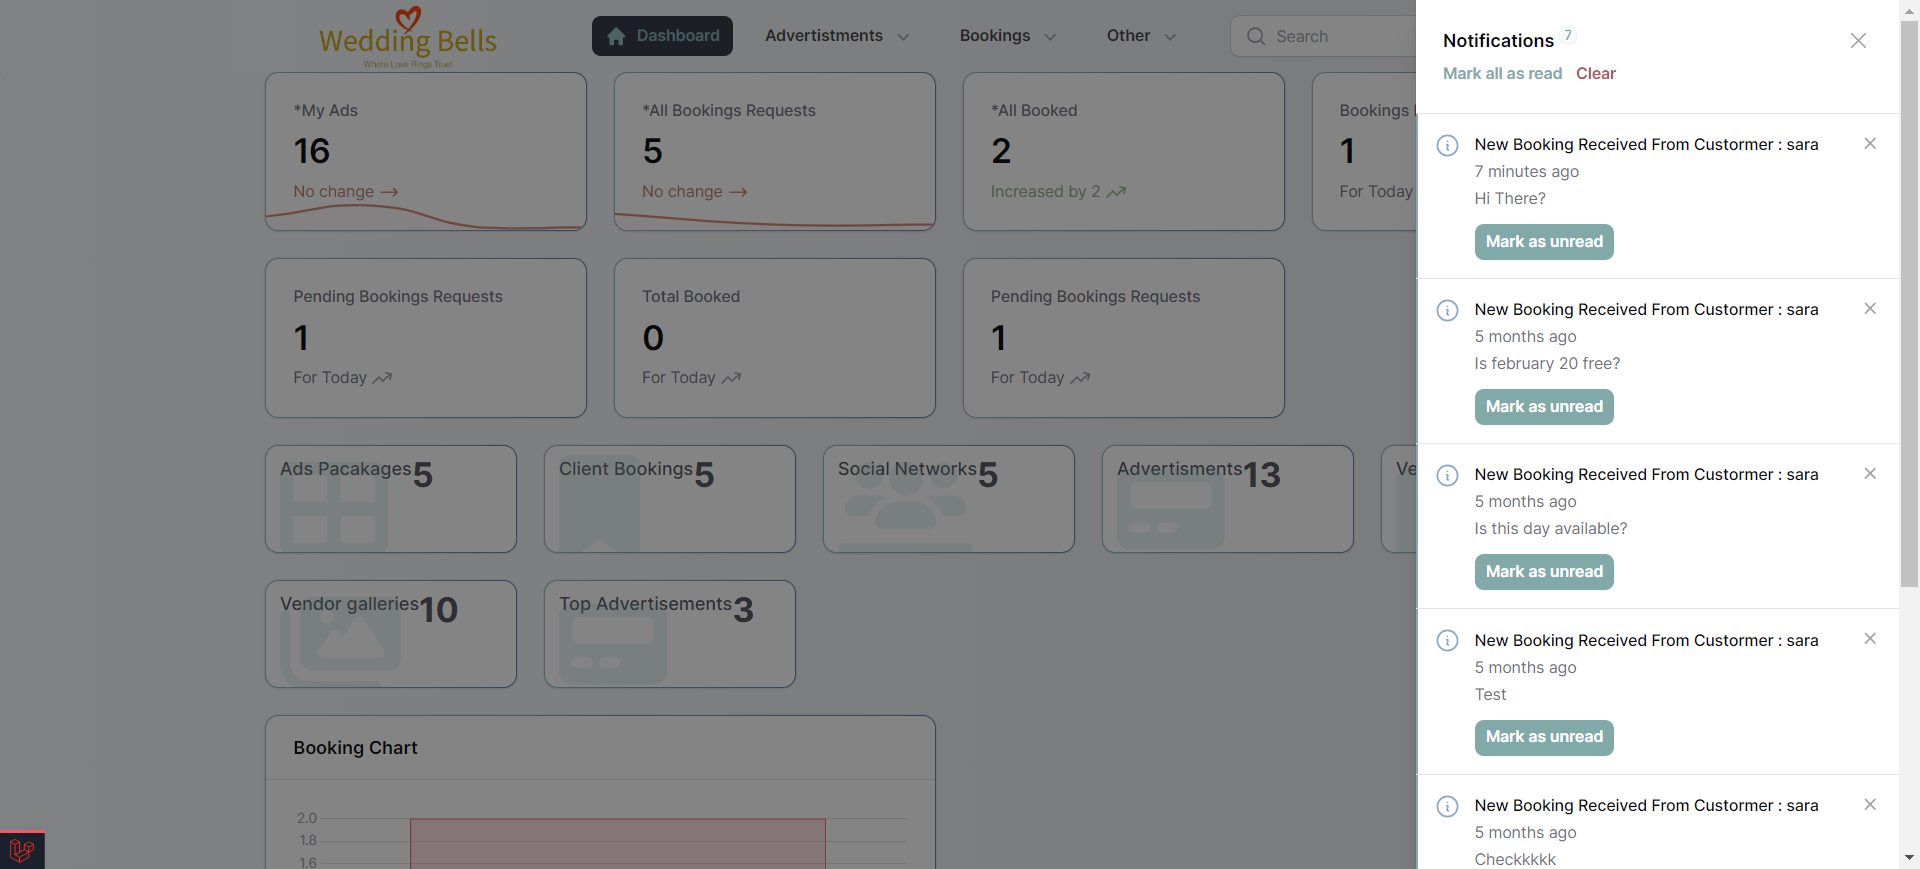 Wedding Bells
Where Love Rings True!
Dashboard
Advertistments
Bookings
Other
Search
*My Ads
16
No change
*All Bookings Requests
5
No change
*All Booked
2
Increased by 2
Bookings
1
For Today
Pending Bookings Requests
1
For Today
Total Booked
0
For Today
Pending Bookings Requests
1
For Today
Ads Pacakages 5
Client Bookings 5
Social Networks 5
Advertisments 13
Ve
Vendor galleries 10
Top Advertisements 3
Booking Chart
2.0
1.8
1.6
Notifications 7
Mark all as read Clear
New Booking Received From Custormer : sara
7 minutes ago
Hi There?
Mark as unread
New Booking Received From Custormer : sara
5 months ago
Is february 20 free?
Mark as unread
New Booking Received From Custormer : sara
5 months ago
Is this day available?
Mark as unread
New Booking Received From Custormer : sara
5 months ago
Test
Mark as unread
New Booking Received From Custormer : sara
5 months ago
Checkkkkk